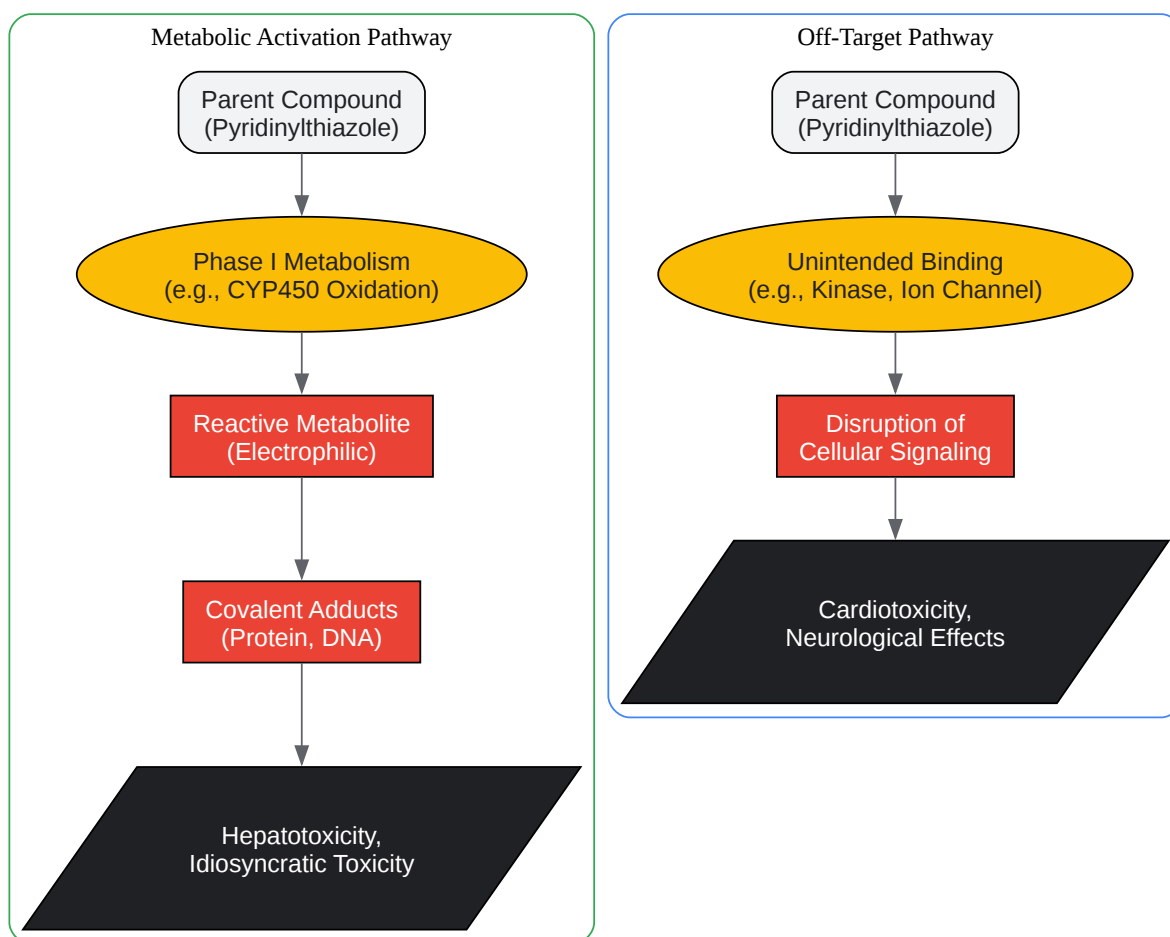 Metabolic Activation Pathway
Parent Compound
(Pyridinylthiazole)
Phase I Metabolism
(e.g., CYP450 Oxidation)
Reactive Metabolite
(Electrophilic)
Covalent Adducts
(Protein, DNA)
Hepatotoxicity,
Idiosyncratic Toxicity
Off-Target Pathway
Parent Compound
(Pyridinylthiazole)
Unintended Binding
(e.g., Kinase, Ion Channel)
Disruption of
Cellular Signaling
Cardiotoxicity,
Neurological Effects